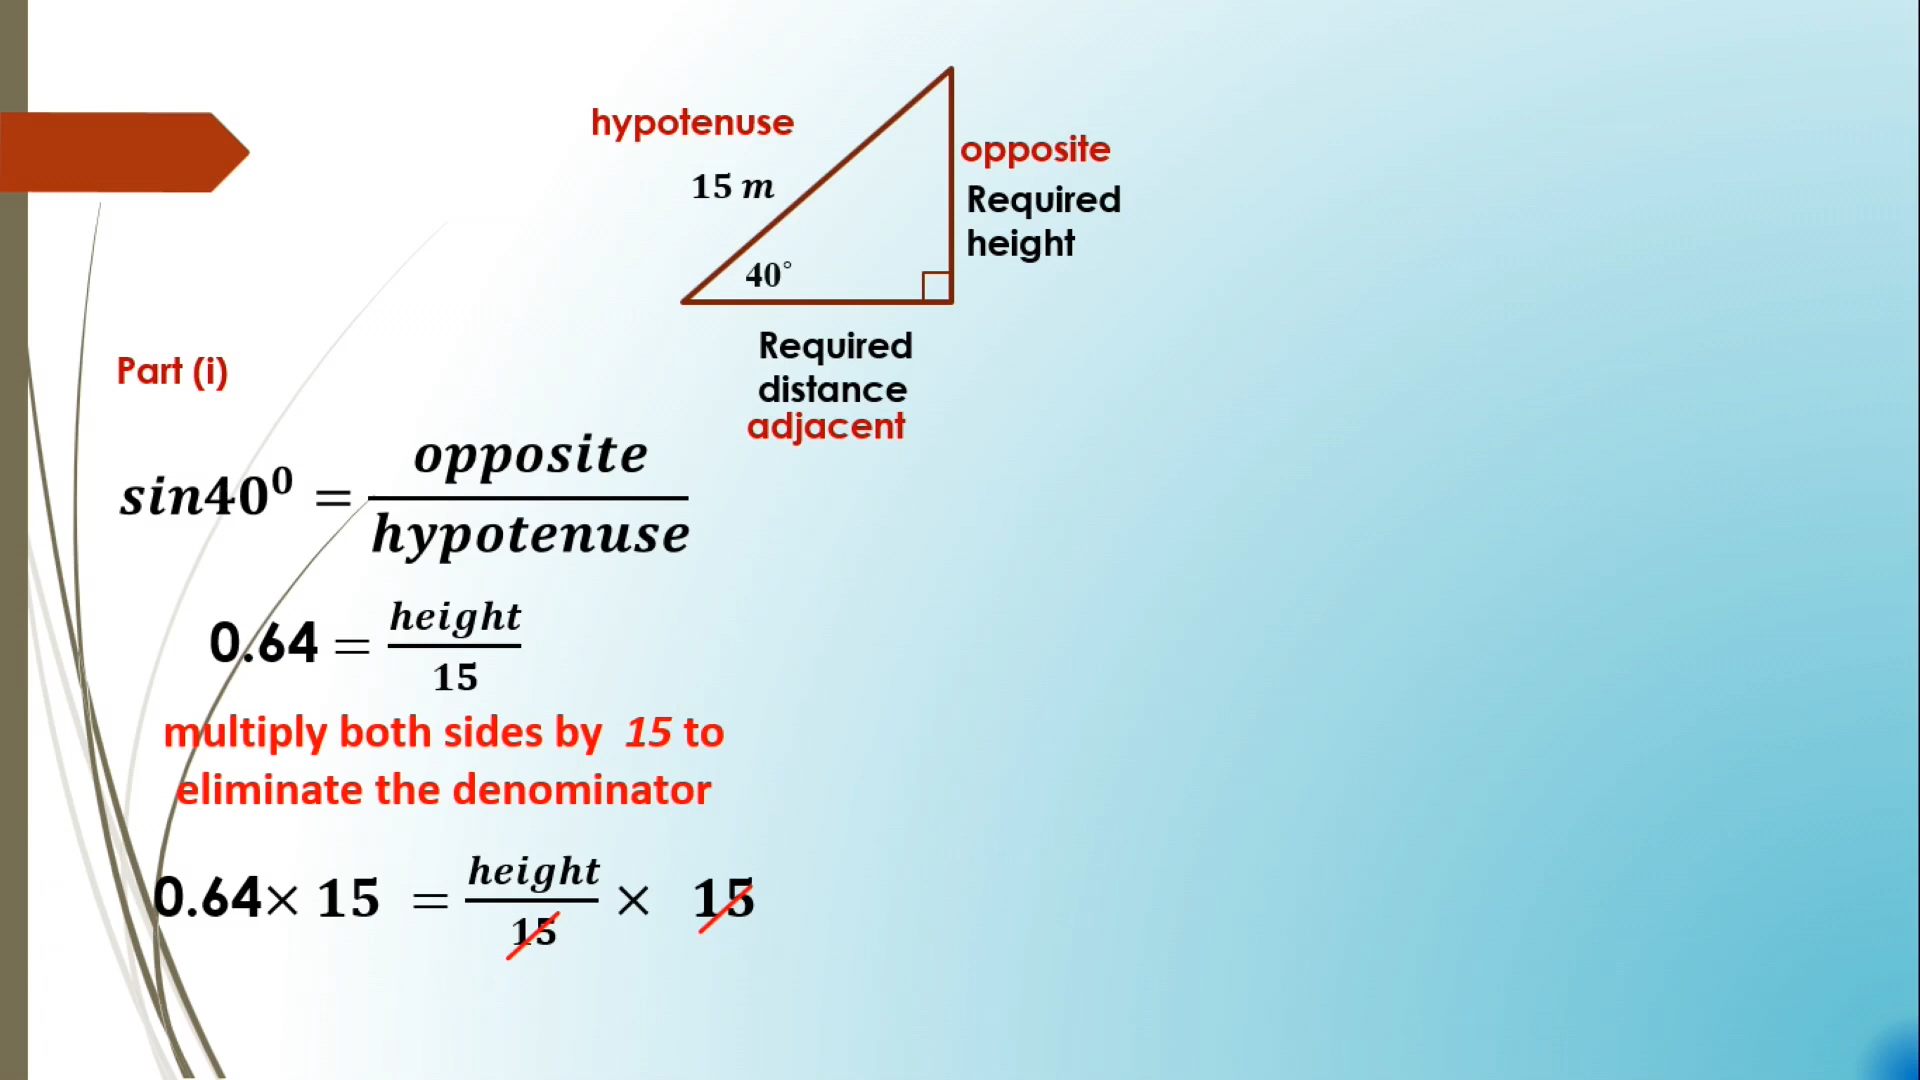 hypotenuse
15 m
opposite
Required
height
40°
Required
distance
adjacent
Part (i)
sin40⁰ = opposite / hypotenuse
0.64 = height / 15
multiply both sides by 15 to
eliminate the denominator
0.64× 15 = height / 15 × 15